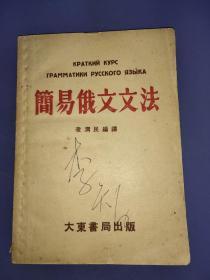 КРАТКИЙ КУРС
ГРАММАТИКИ РУССКОГО ЯЗЫКА
簡易俄文文法
大東書局出版